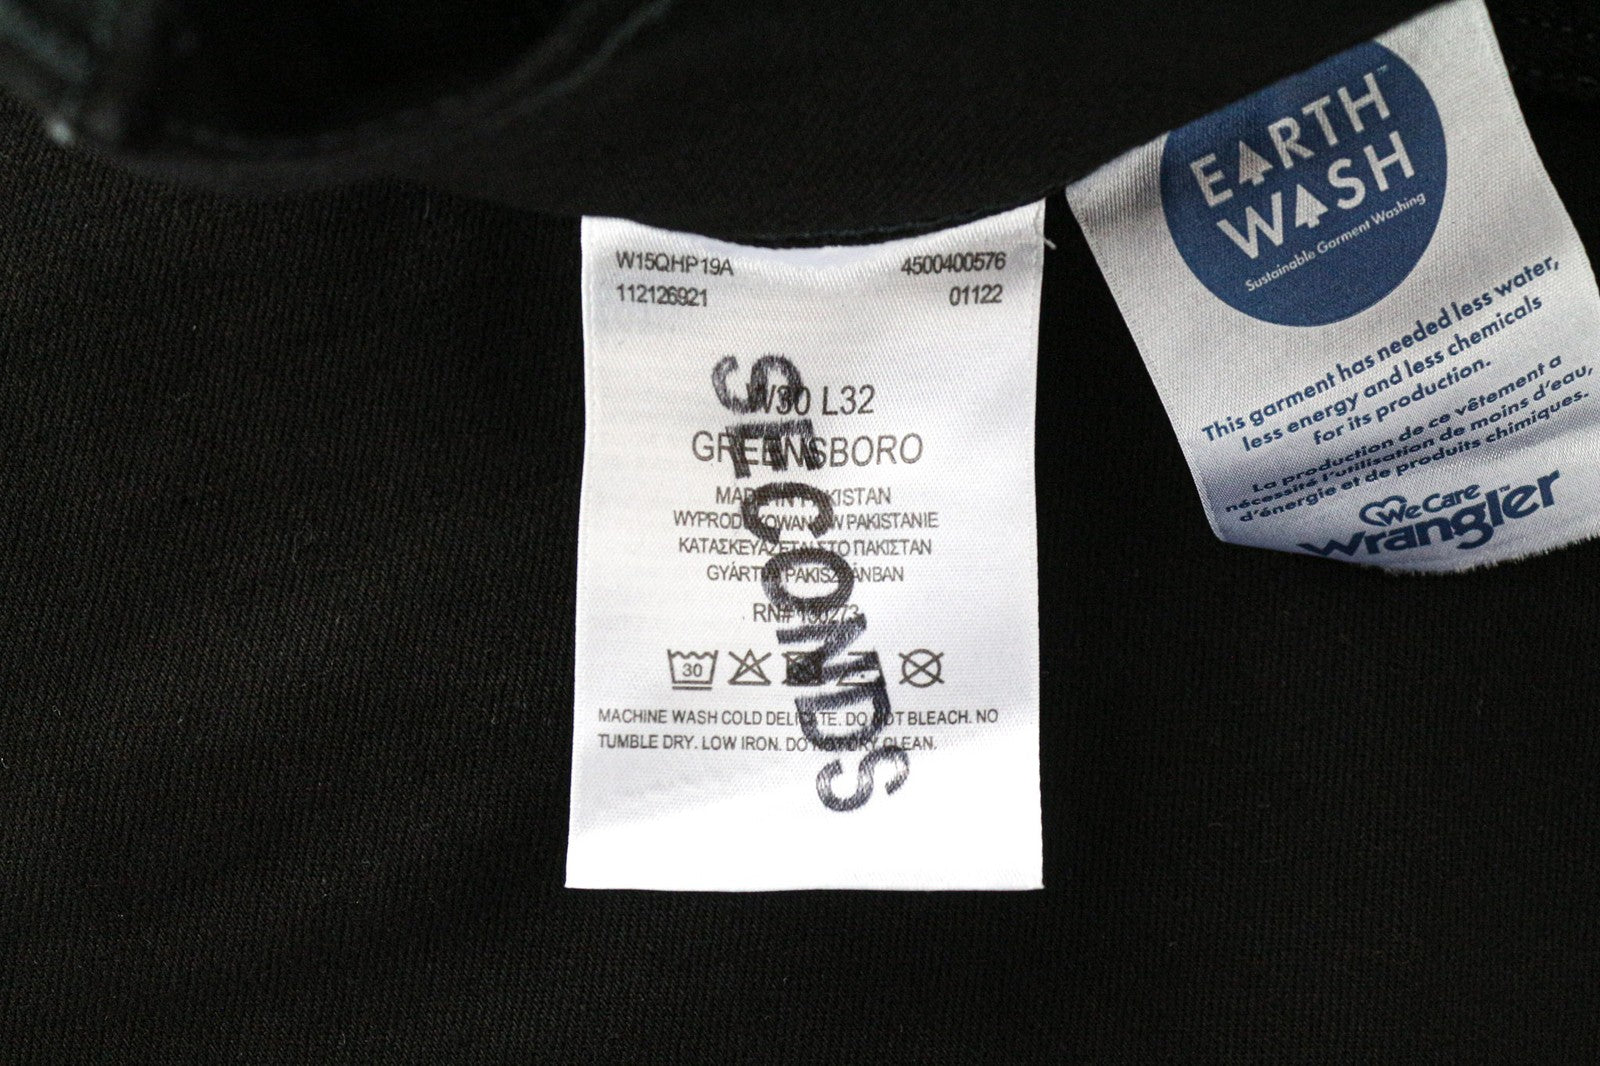 W15QHP19A 4500400576
112126921 01122
W30 L32
GREENSBORO
MADE IN PAKISTAN
WYPRODUKOWANO W PAKISTANIE
ΚΑΤΑΣΚΕΥΑΖΕΤΑΙ ΣΤΟ ΠΑΚΙΣΤΑΝ
GYÁRTVA PAKISZTÁNBAN
RN# 130273
30
MACHINE WASH COLD DELICATE. DO NOT BLEACH. NO
TUMBLE DRY. LOW IRON. DO NOT DRY CLEAN.
SECONDS
EARTH™
WASH
Sustainable Garment Washing
This garment has needed less water,
less energy and less chemicals
for its production.
La production de ce vêtement a
nécessité l'utilisation de moins d'eau,
d'énergie et de produits chimiques.
We Care™
Wrangler